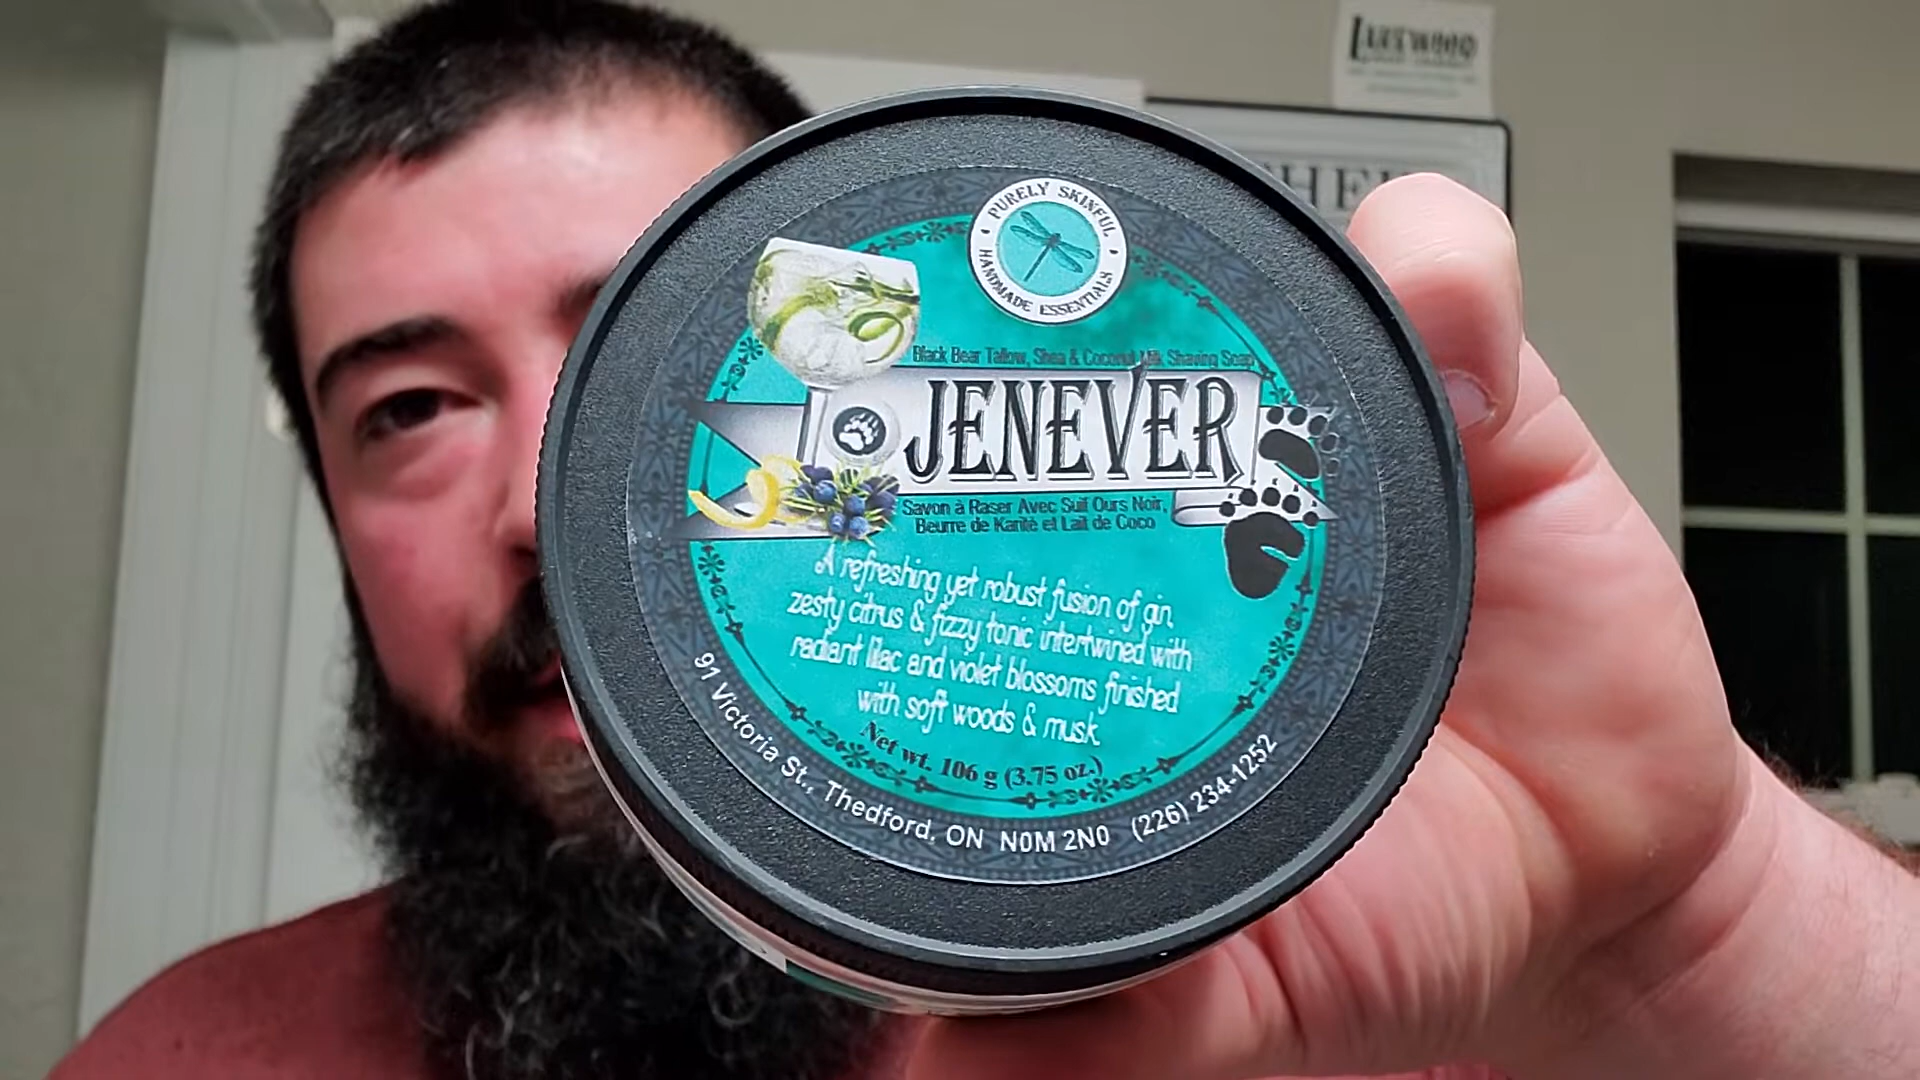 LAKEWOOD
PURELY SKINFUL
HANDMADE ESSENTIALS
Black Bear Tallow, Shea & Coconut Milk Shaving Soap
JENEVER
Savon à Raser Avec Suif Ours Noir,
Beurre de Karité et Lait de Coco
A refreshing yet robust fusion of gin,
zesty citrus & fizzy tonic intertwined with
radiant lilac and violet blossoms finished
with soft woods & musk.
Net wt. 106 g (3.75 oz.)
91 Victoria St., Thedford, ON N0M 2N0 (226) 234-1252